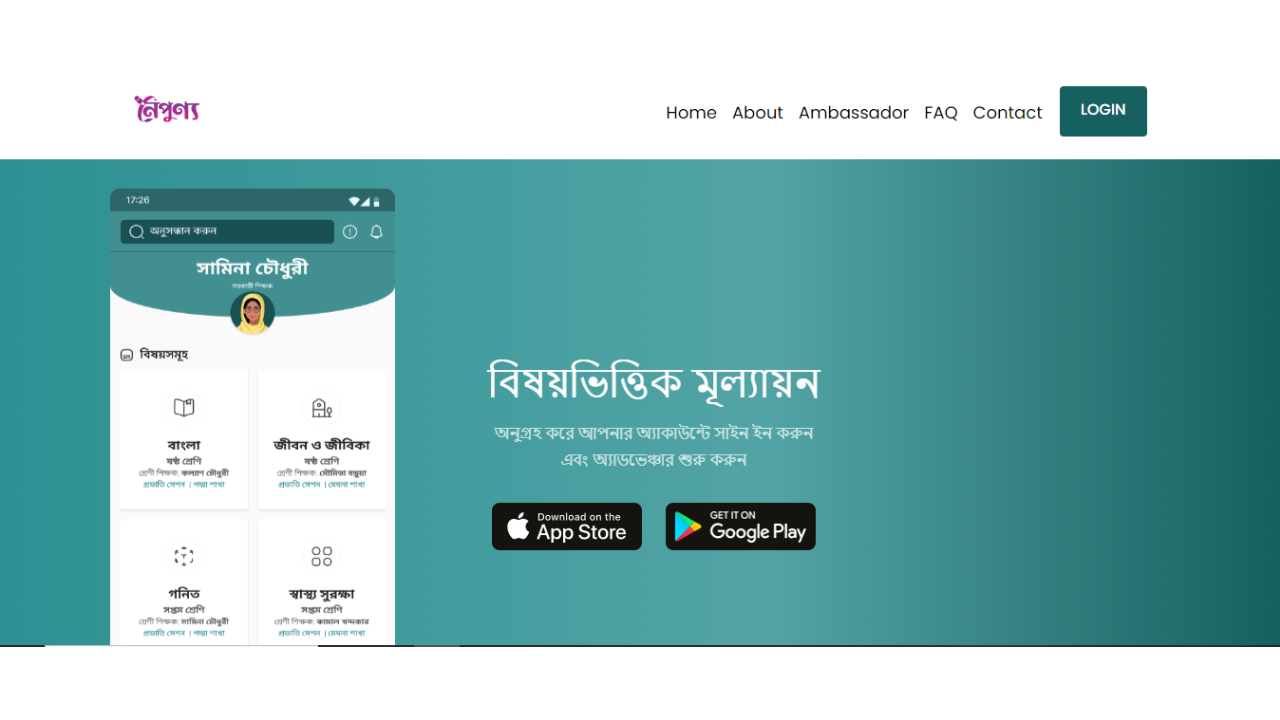 নৈপুণ্য
Home About Ambassador FAQ Contact LOGIN
17:26
অনুসন্ধান করুন
সামিনা চৌধুরী
সহকারী শিক্ষক
বিষয়সমূহ
বাংলা
ষষ্ঠ শ্রেণি
শ্রেণী শিক্ষক: কল্যাণ চৌধুরী
প্রভাতি সেশন | পদ্মা শাখা
জীবন ও জীবিকা
ষষ্ঠ শ্রেণি
শ্রেণী শিক্ষক: মৌমিতা বড়ুয়া
প্রভাতি সেশন | মেঘনা শাখা
গনিত
সপ্তম শ্রেণি
শ্রেণী শিক্ষক: সামিনা চৌধুরী
প্রভাতি সেশন | পদ্মা শাখা
স্বাস্থ্য সুরক্ষা
সপ্তম শ্রেণি
শ্রেণী শিক্ষক: কামাল খন্দকার
প্রভাতি সেশন | মেঘনা শাখা
বিষয়ভিত্তিক মূল্যায়ন
অনুগ্রহ করে আপনার অ্যাকাউন্টে সাইন ইন করুন
এবং অ্যাডভেঞ্চার শুরু করুন
Download on the
App Store
GET IT ON
Google Play